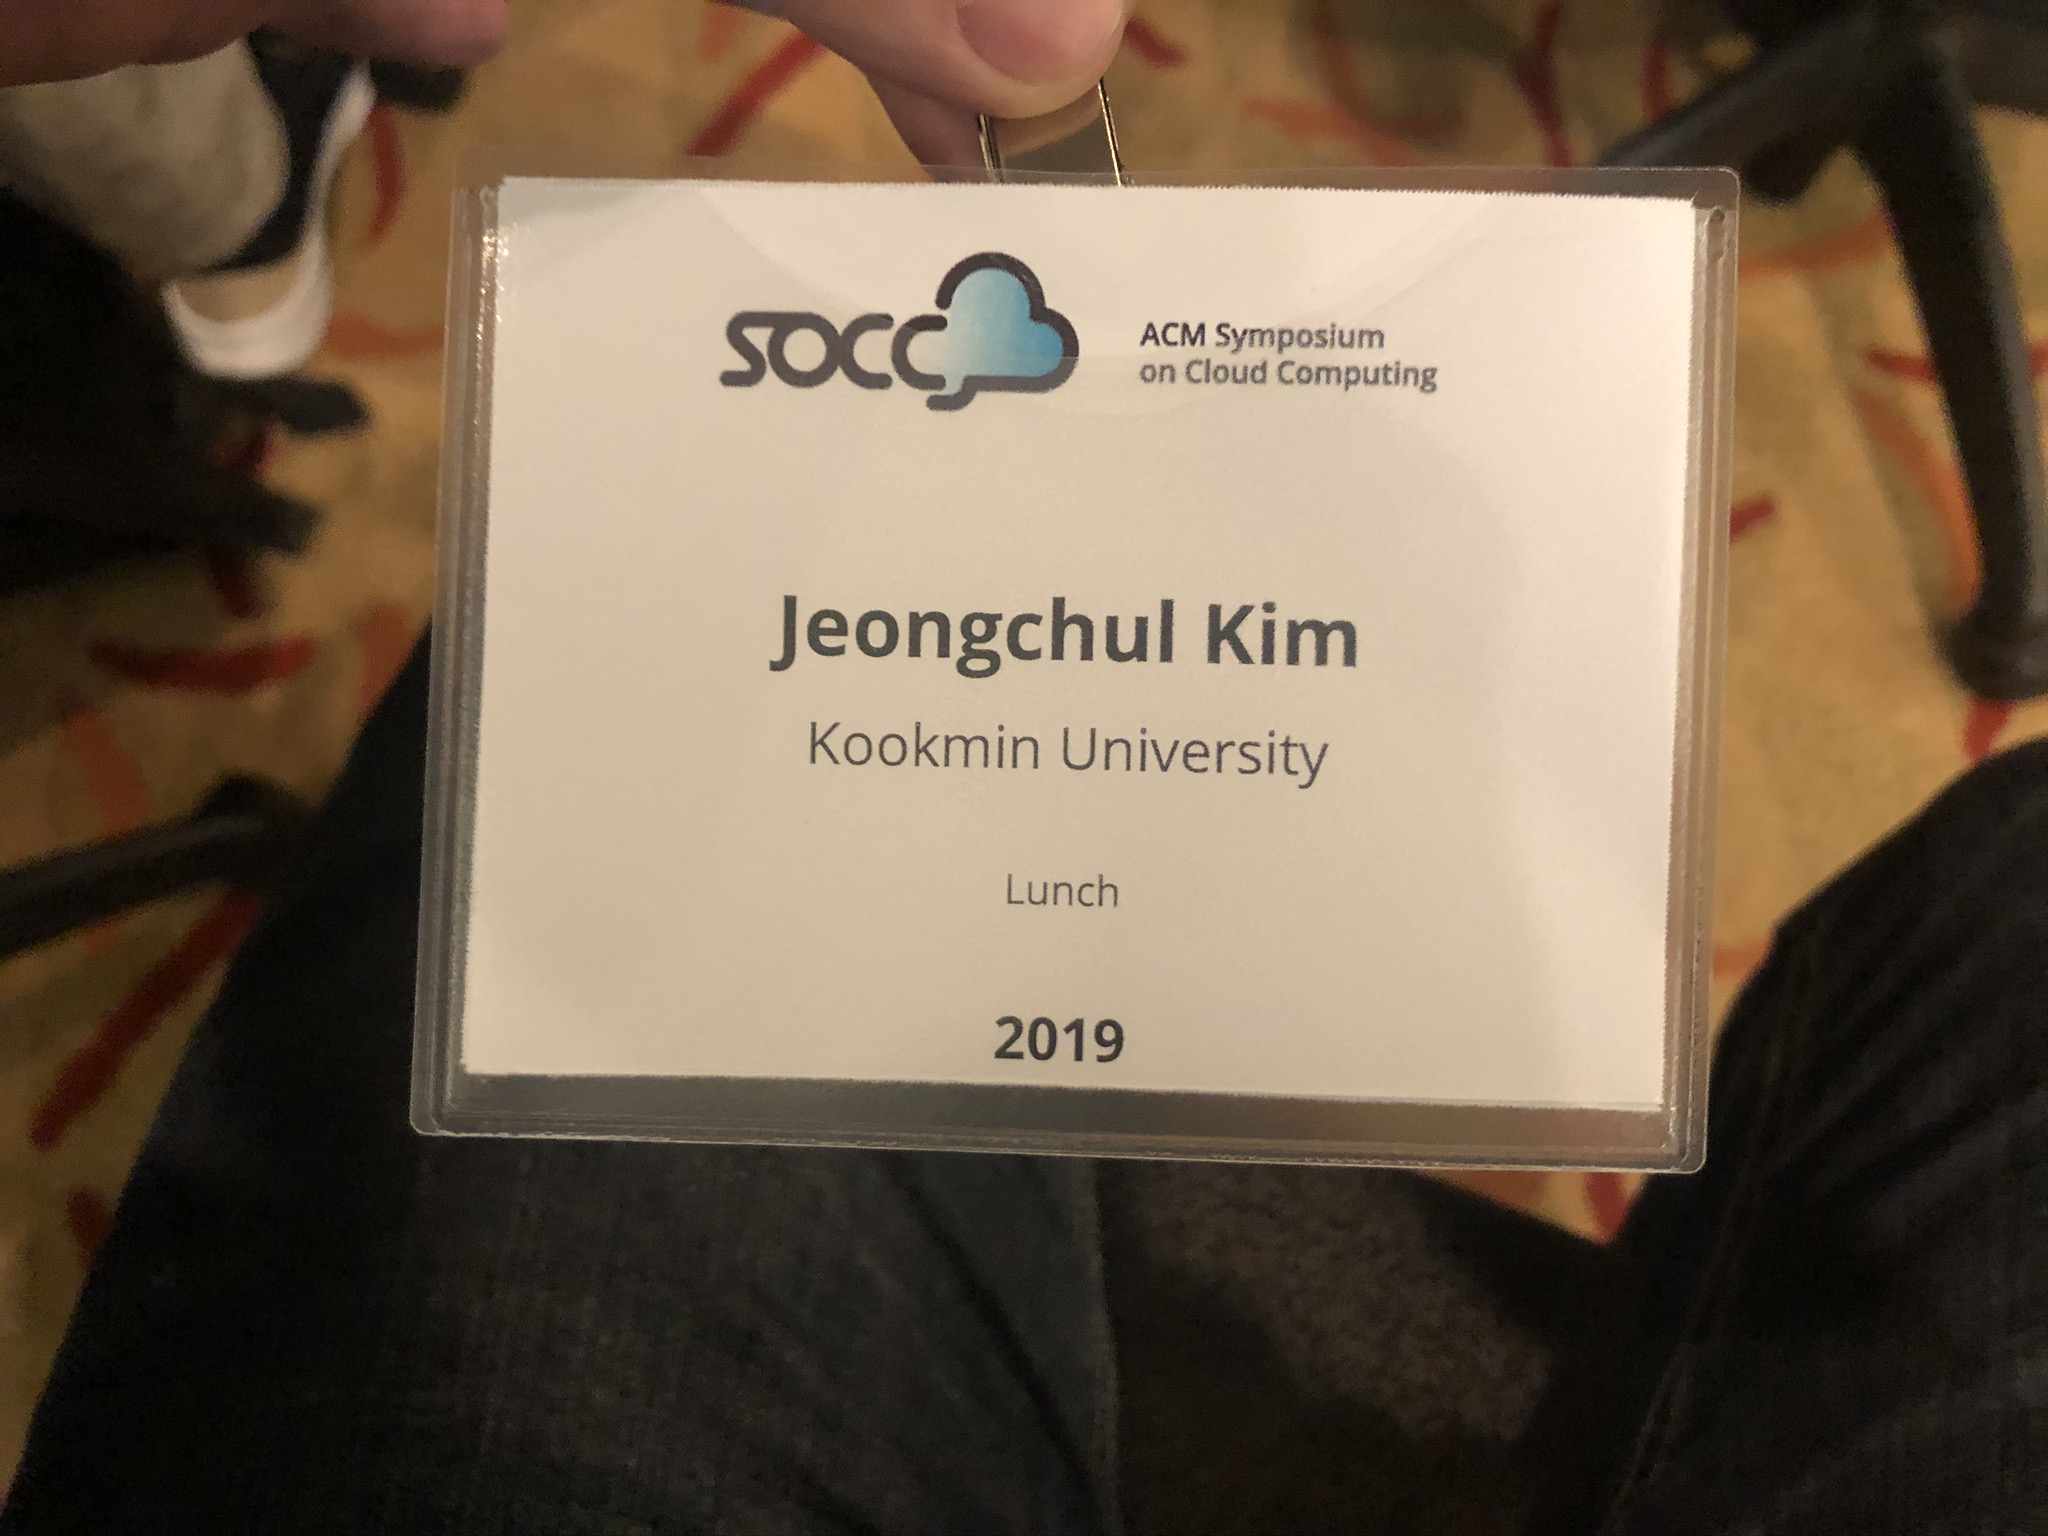 SOCC
ACM Symposium
on Cloud Computing
Jeongchul Kim
Kookmin University
Lunch
2019